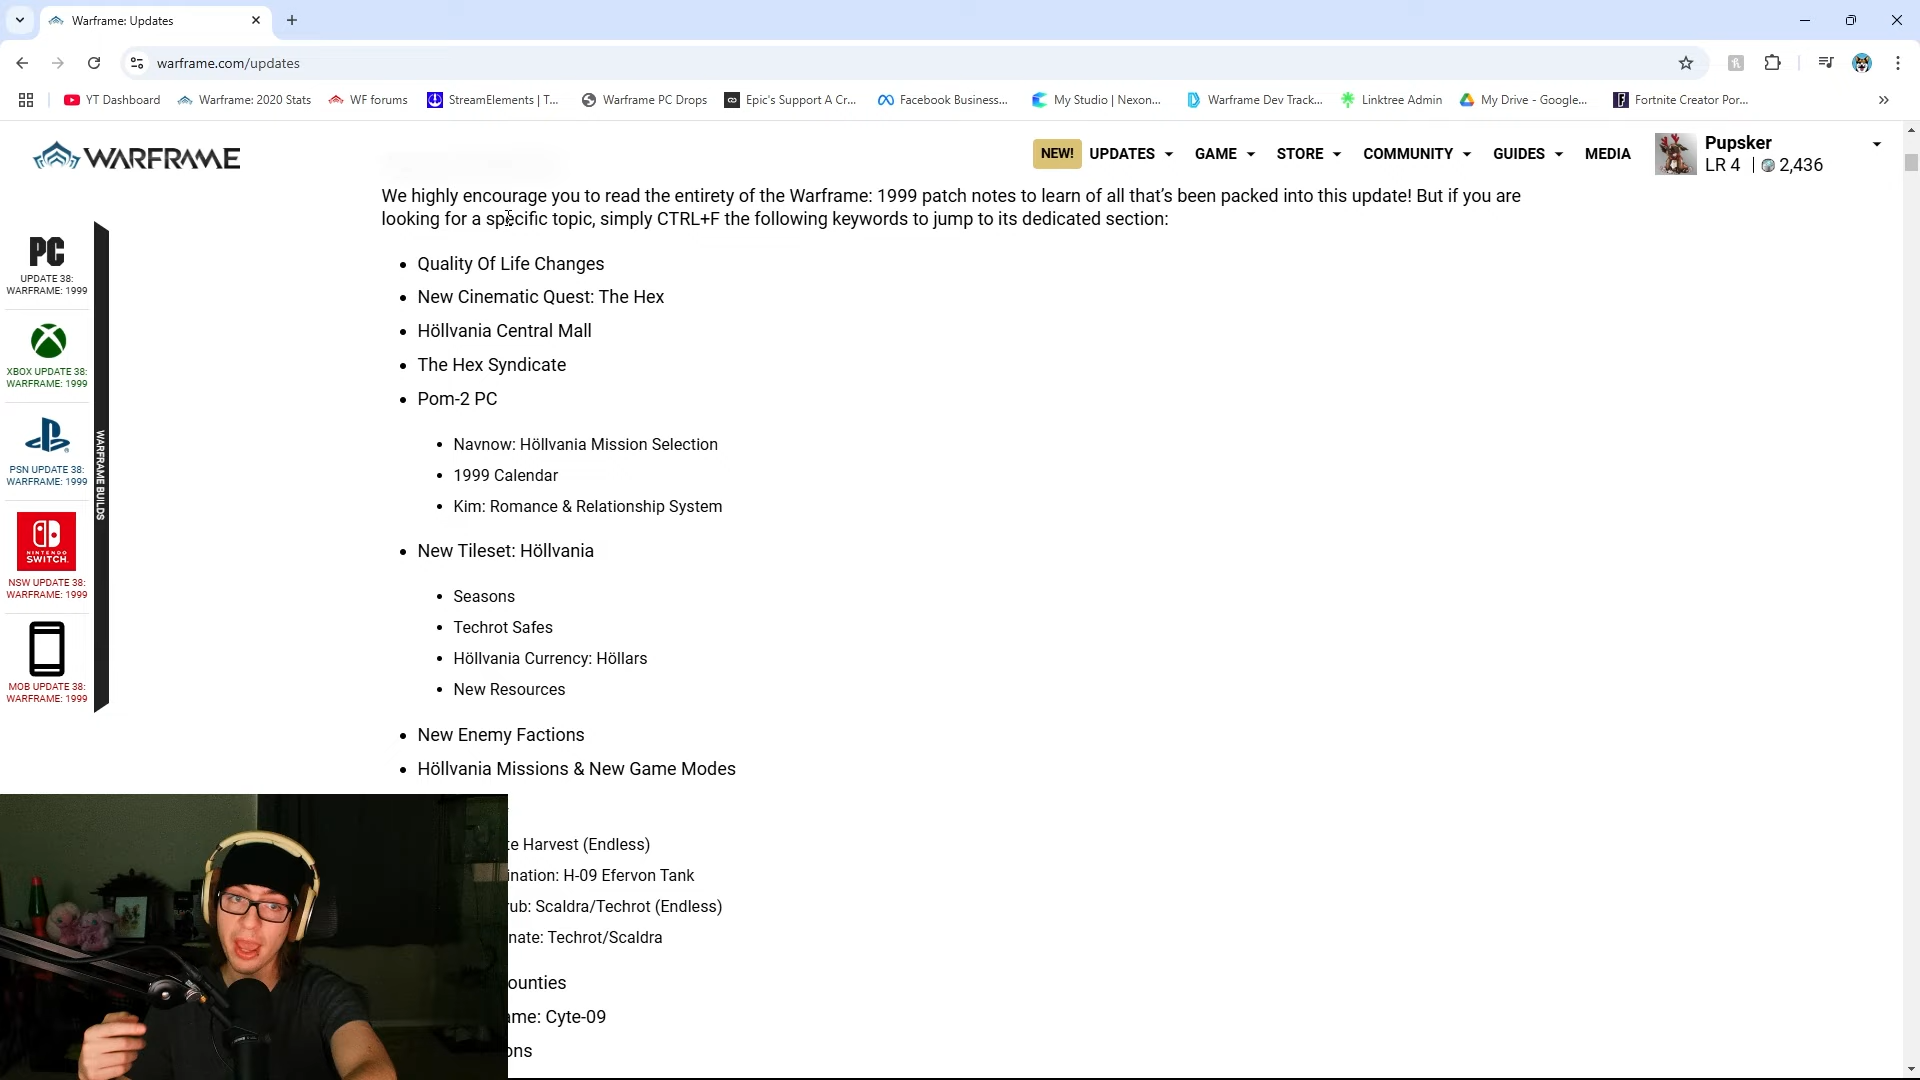 Warframe: Updates
warframe.com/updates
YT Dashboard
Warframe: 2020 Stats
WF forums
StreamElements | T...
Warframe PC Drops
Epic's Support A Cr...
Facebook Business...
My Studio | Nexon...
Warframe Dev Track...
Linktree Admin
My Drive - Google...
Fortnite Creator Por...
WARFRAME
NEW! UPDATES
GAME
STORE
COMMUNITY
GUIDES
MEDIA
Pupsker
LR 4 | 2,436
We highly encourage you to read the entirety of the Warframe: 1999 patch notes to learn of all that’s been packed into this update! But if you are
looking for a specific topic, simply CTRL+F the following keywords to jump to its dedicated section:
PC
UPDATE 38:
WARFRAME: 1999
XBOX UPDATE 38:
WARFRAME: 1999
PSN UPDATE 38:
WARFRAME: 1999
NINTENDO
SWITCH.
NSW UPDATE 38:
WARFRAME: 1999
MOB UPDATE 38:
WARFRAME: 1999
WARFRAME BUILDS
• Quality Of Life Changes
• New Cinematic Quest: The Hex
• Höllvania Central Mall
• The Hex Syndicate
• Pom-2 PC
• Navnow: Höllvania Mission Selection
• 1999 Calendar
• Kim: Romance & Relationship System
• New Tileset: Höllvania
• Seasons
• Techrot Safes
• Höllvania Currency: Höllars
• New Resources
• New Enemy Factions
• Höllvania Missions & New Game Modes
te Harvest (Endless)
ination: H-09 Efervon Tank
rub: Scaldra/Techrot (Endless)
nate: Techrot/Scaldra
ounties
ame: Cyte-09
ons